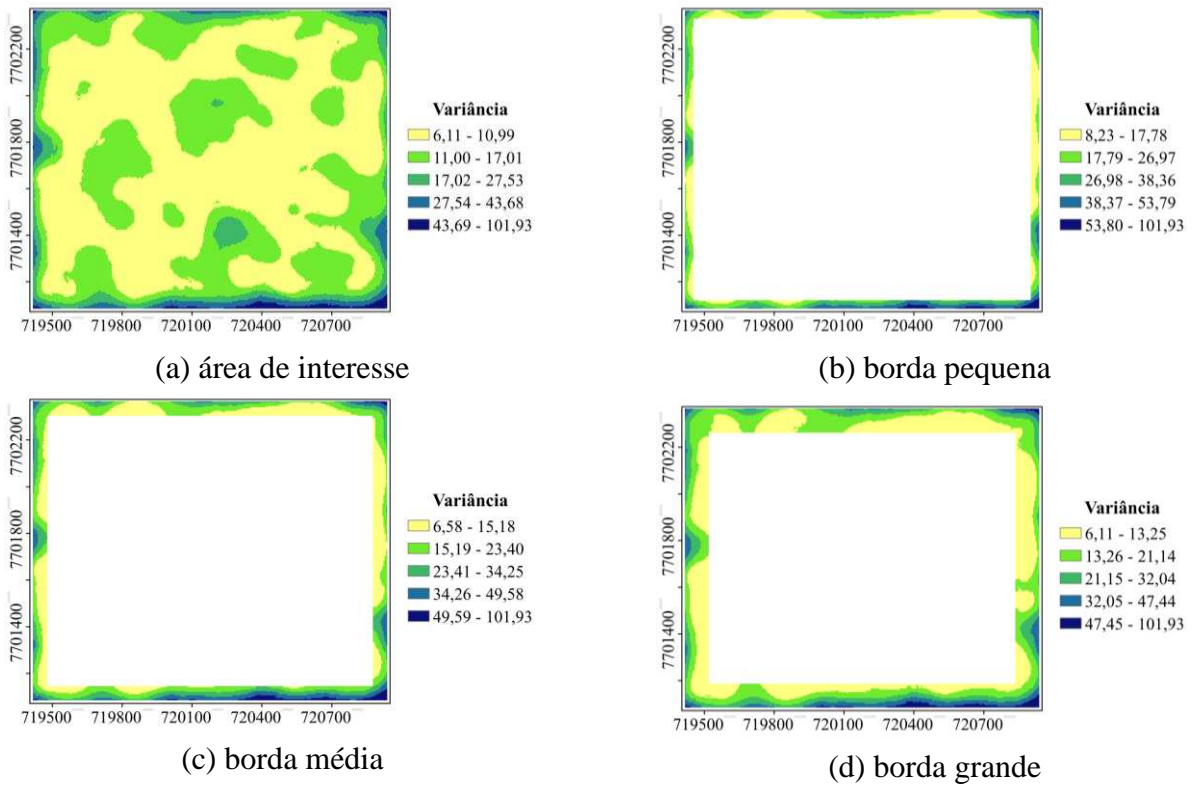 7702200
7701800
7701400
719500 719800 720100 720400 720700
Variância
6,11 - 10,99
11,00 - 17,01
17,02 - 27,53
27,54 - 43,68
43,69 - 101,93
(a) área de interesse
7702200
7701800
7701400
719500 719800 720100 720400 720700
Variância
8,23 - 17,78
17,79 - 26,97
26,98 - 38,36
38,37 - 53,79
53,80 - 101,93
(b) borda pequena
7702200
7701800
7701400
719500 719800 720100 720400 720700
Variância
6,58 - 15,18
15,19 - 23,40
23,41 - 34,25
34,26 - 49,58
49,59 - 101,93
(c) borda média
7702200
7701800
7701400
719500 719800 720100 720400 720700
Variância
6,11 - 13,25
13,26 - 21,14
21,15 - 32,04
32,05 - 47,44
47,45 - 101,93
(d) borda grande